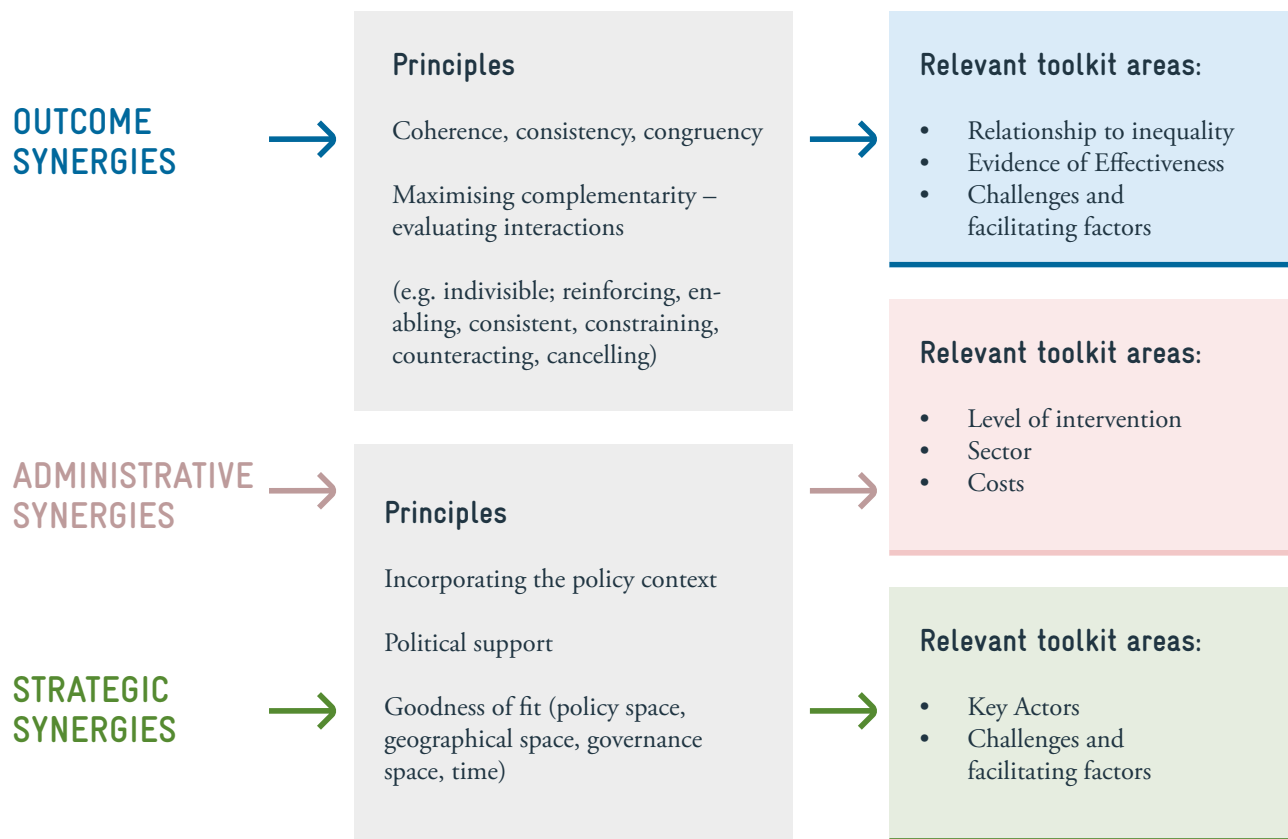 OUTCOME
SYNERGIES
Principles
Coherence, consistency, congruency
Maximising complementarity –
evaluating interactions
(e.g. indivisible; reinforcing, en-
abling, consistent, constraining,
counteracting, cancelling)
Relevant toolkit areas:
• Relationship to inequality
• Evidence of Effectiveness
• Challenges and
facilitating factors
ADMINISTRATIVE
SYNERGIES
Principles
Incorporating the policy context
Political support
Goodness of fit (policy space,
geographical space, governance
space, time)
Relevant toolkit areas:
• Level of intervention
• Sector
• Costs
STRATEGIC
SYNERGIES
Relevant toolkit areas:
• Key Actors
• Challenges and
facilitating factors